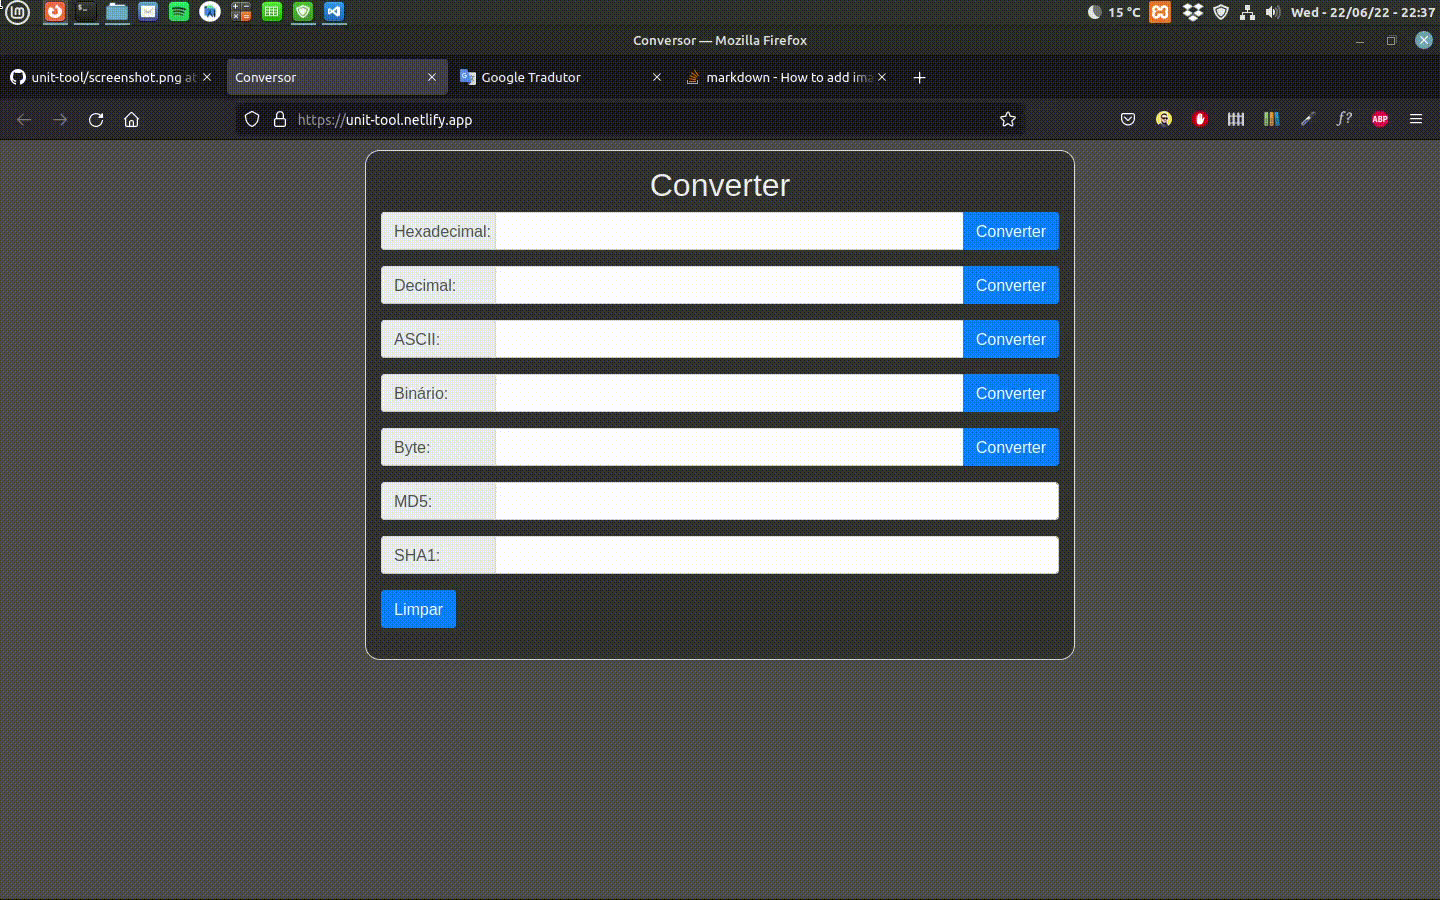 15 °C Wed - 22/06/22 - 22:37
Conversor — Mozilla Firefox
unit-tool/screenshot.png at
Conversor
Google Tradutor
markdown - How to add ima
https://unit-tool.netlify.app
ABP
Converter
Hexadecimal: Converter
Decimal: Converter
ASCII: Converter
Binário: Converter
Byte: Converter
MD5:
SHA1:
Limpar